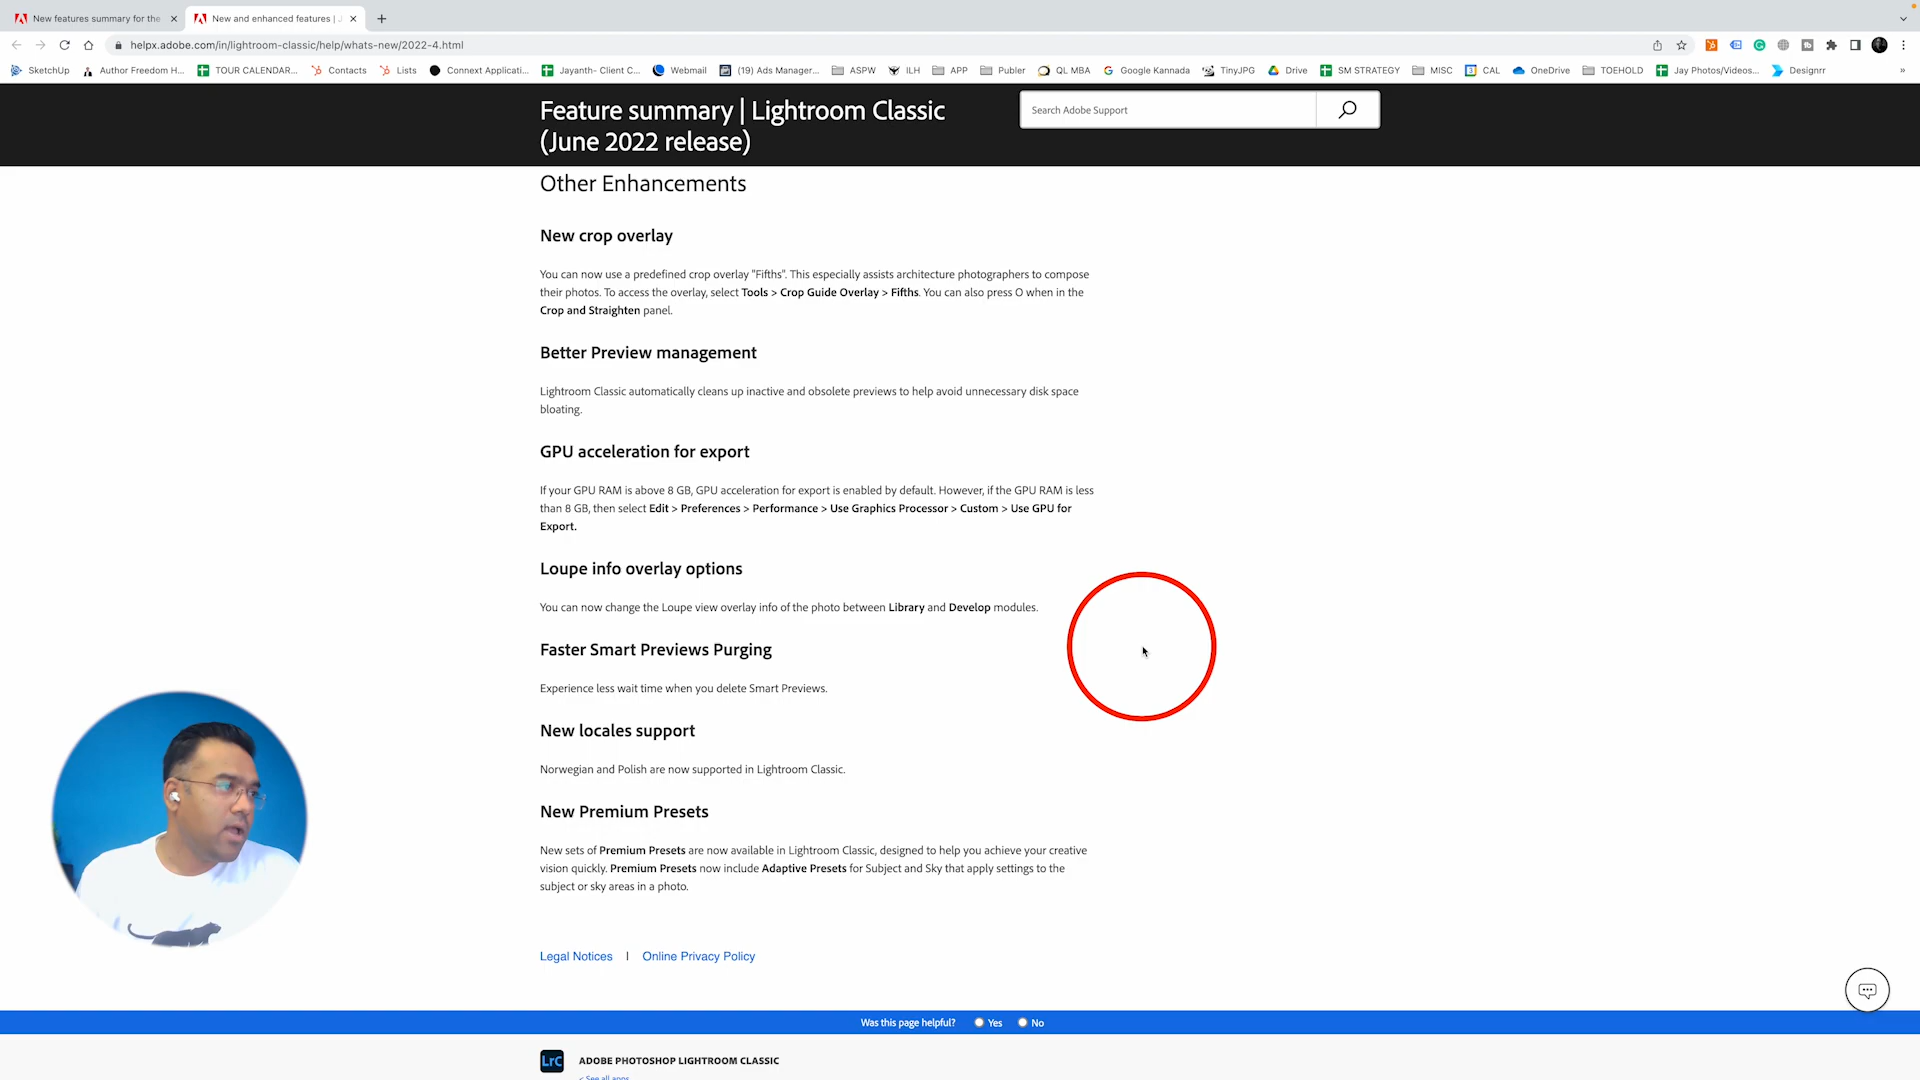 New features summary for the
New and enhanced features |
helpx.adobe.com/in/lightroom-classic/help/whats-new/2022-4.html
SketchUp
Author Freedom H...
TOUR CALENDAR...
Contacts
Lists
Connext Applicati...
Jayanth- Client C...
Webmail
(19) Ads Manager...
ASPW
ILH
APP
Publer
QL MBA
Google Kannada
TinyJPG
Drive
SM STRATEGY
MISC
CAL
OneDrive
TOEHOLD
Jay Photos/Videos...
Designrr
Feature summary | Lightroom Classic
(June 2022 release)
Search Adobe Support
Other Enhancements
New crop overlay
You can now use a predefined crop overlay "Fifths". This especially assists architecture photographers to compose
their photos. To access the overlay, select Tools > Crop Guide Overlay > Fifths. You can also press O when in the
Crop and Straighten panel.
Better Preview management
Lightroom Classic automatically cleans up inactive and obsolete previews to help avoid unnecessary disk space
bloating.
GPU acceleration for export
If your GPU RAM is above 8 GB, GPU acceleration for export is enabled by default. However, if the GPU RAM is less
than 8 GB, then select Edit > Preferences > Performance > Use Graphics Processor > Custom > Use GPU for
Export.
Loupe info overlay options
You can now change the Loupe view overlay info of the photo between Library and Develop modules.
Faster Smart Previews Purging
Experience less wait time when you delete Smart Previews.
New locales support
Norwegian and Polish are now supported in Lightroom Classic.
New Premium Presets
New sets of Premium Presets are now available in Lightroom Classic, designed to help you achieve your creative
vision quickly. Premium Presets now include Adaptive Presets for Subject and Sky that apply settings to the
subject or sky areas in a photo.
Legal Notices | Online Privacy Policy
Was this page helpful? Yes No
LrC ADOBE PHOTOSHOP LIGHTROOM CLASSIC
< See all apps